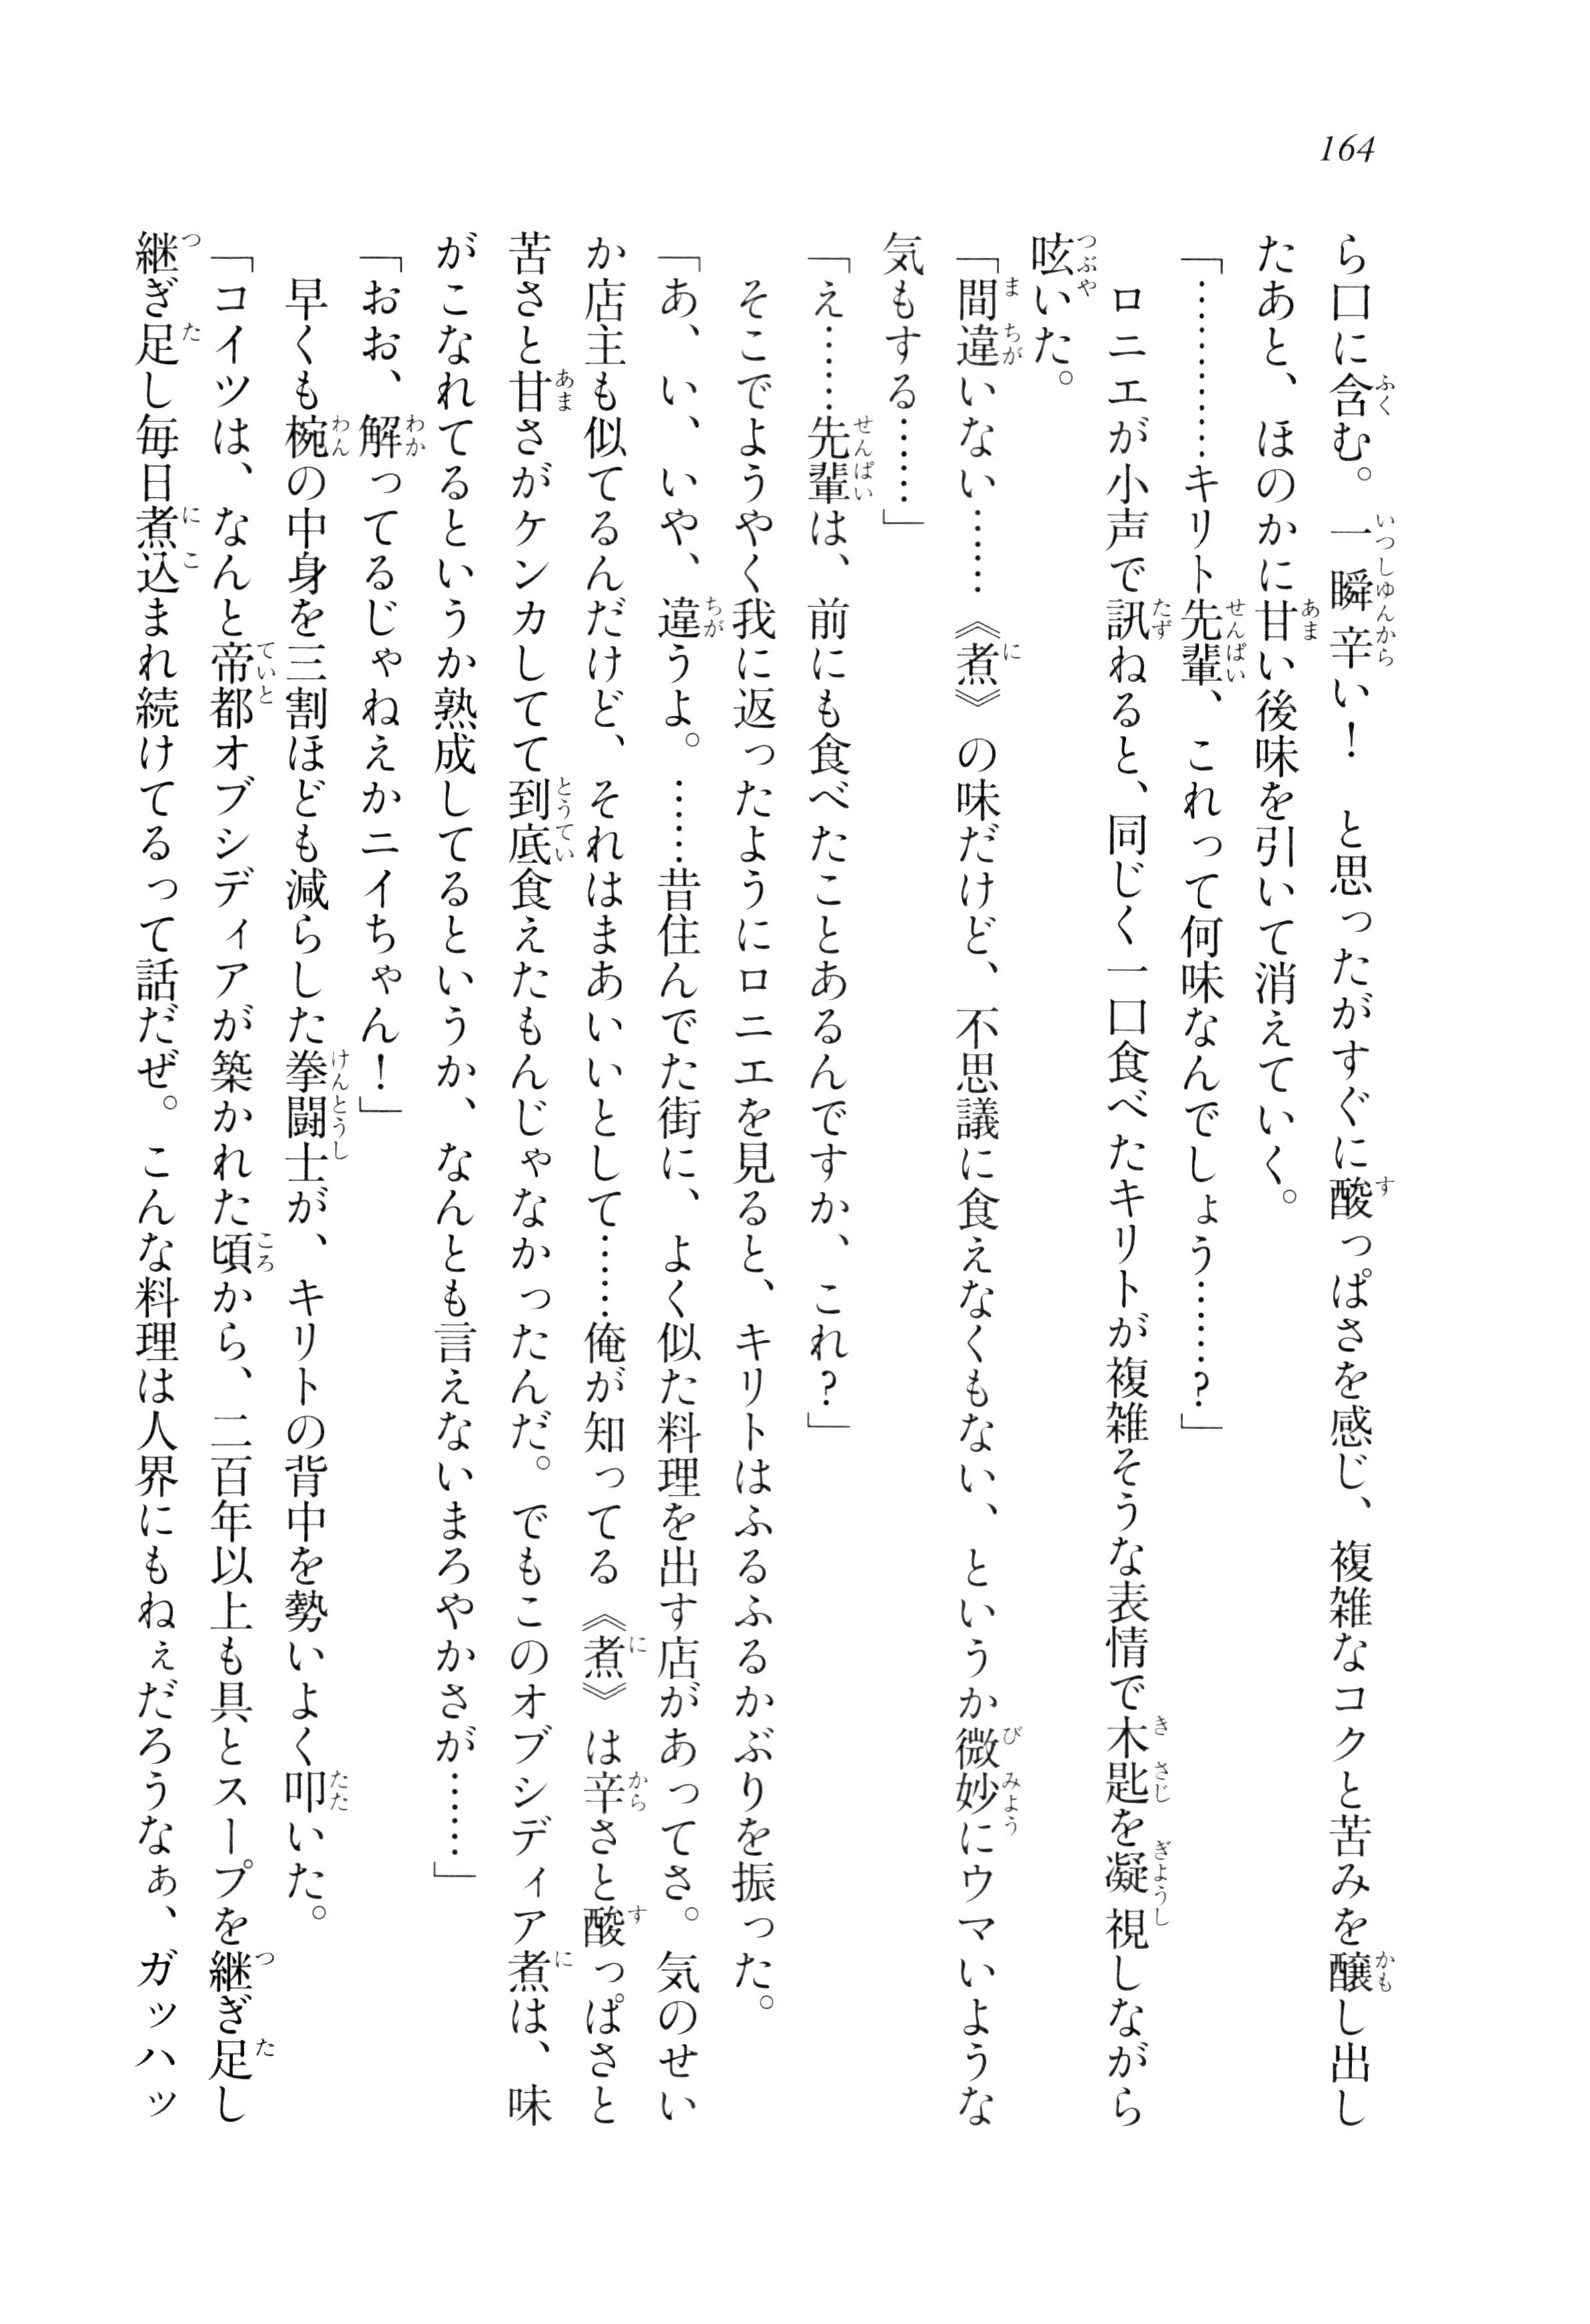 164
ら口に含む。一瞬辛い！　と思ったがすぐに酸っぱさを感じ、複雑なコクと苦みを醸し出し
たあと、ほのかに甘い後味を引いて消えていく。
「…………キリト先輩、これって何味なんでしょう……？」
　ロニエが小声で訊ねると、同じく一口食べたキリトが複雑そうな表情で木匙を凝視しながら
呟いた。
「間違いない……《煮》の味だけど、不思議に食えなくもない、というか微妙にウマいような
気もする……」
「え……先輩は、前にも食べたことあるんですか、これ？」
　そこでようやく我に返ったようにロニエを見ると、キリトはふるふるかぶりを振った。
「あ、い、いや、違うよ。……昔住んでた街に、よく似た料理を出す店があってさ。気のせい
か店主も似てるんだけど、それはまあいいとして……俺が知ってる《煮》は辛さと酸っぱさと
苦さと甘さがケンカしてて到底食えたもんじゃなかったんだ。でもこのオブシディア煮は、味
がこなれてるというか熟成してるというか、なんとも言えないまろやかさが……」
「おお、解ってるじゃねえかニイちゃん！」
　早くも椀の中身を三割ほども減らした拳闘士が、キリトの背中を勢いよく叩いた。
「コイツは、なんと帝都オブシディアが築かれた頃から、二百年以上も具とスープを継ぎ足し
継ぎ足し毎日煮込まれ続けてるって話だぜ。こんな料理は人界にもねぇだろうなぁ、ガッハッ